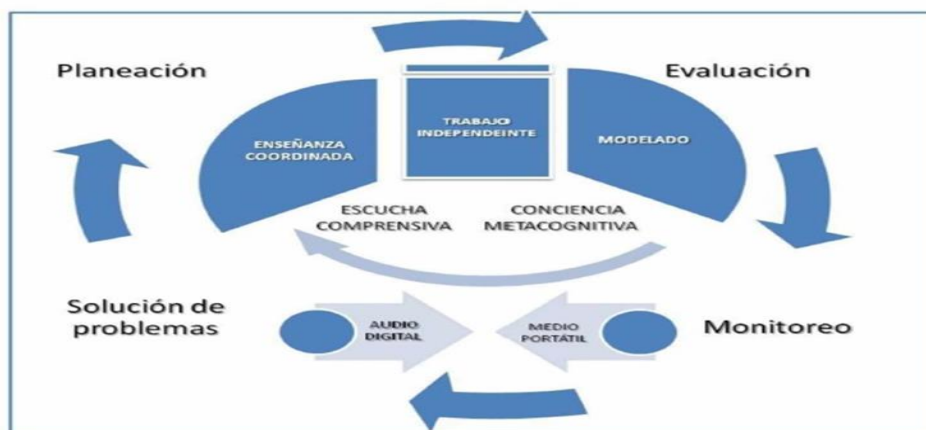 Planeación
Evaluación
TRABAJO
INDEPENDEINTE
ENSEÑANZA
COORDINADA
MODELADO
ESCUCHA
COMPRENSIVA
CONCIENCIA
METACOGNITIVA
Solución de
problemas
AUDIO
DIGITAL
MEDIO
PORTÁTIL
Monitoreo